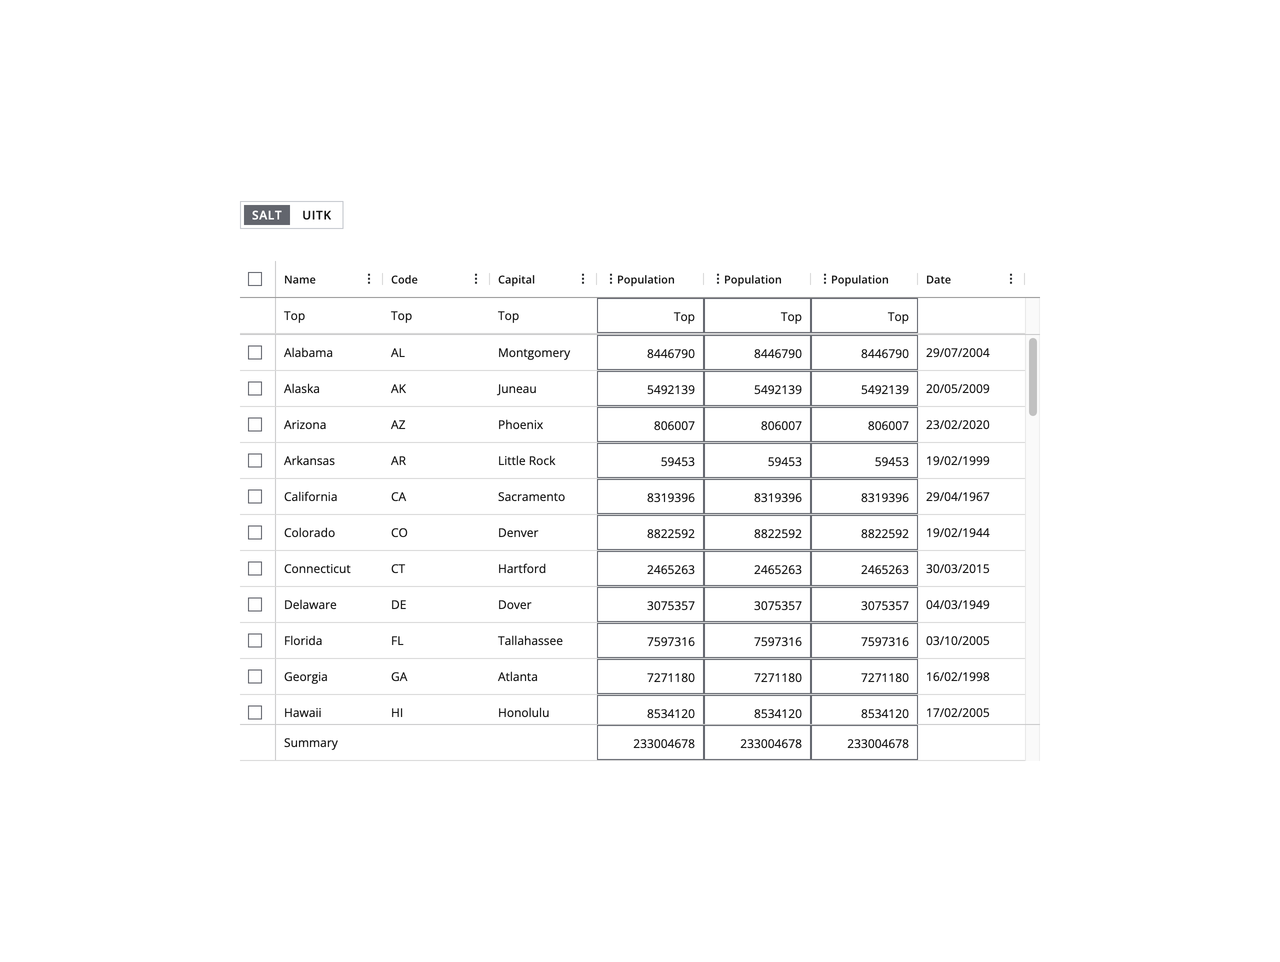 SALT UITK
Name Code Capital Population Population Population Date
Top Top Top Top Top Top
Alabama AL Montgomery 8446790 8446790 8446790 29/07/2004
Alaska AK Juneau 5492139 5492139 5492139 20/05/2009
Arizona AZ Phoenix 806007 806007 806007 23/02/2020
Arkansas AR Little Rock 59453 59453 59453 19/02/1999
California CA Sacramento 8319396 8319396 8319396 29/04/1967
Colorado CO Denver 8822592 8822592 8822592 19/02/1944
Connecticut CT Hartford 2465263 2465263 2465263 30/03/2015
Delaware DE Dover 3075357 3075357 3075357 04/03/1949
Florida FL Tallahassee 7597316 7597316 7597316 03/10/2005
Georgia GA Atlanta 7271180 7271180 7271180 16/02/1998
Hawaii HI Honolulu 8534120 8534120 8534120 17/02/2005
Summary 233004678 233004678 233004678